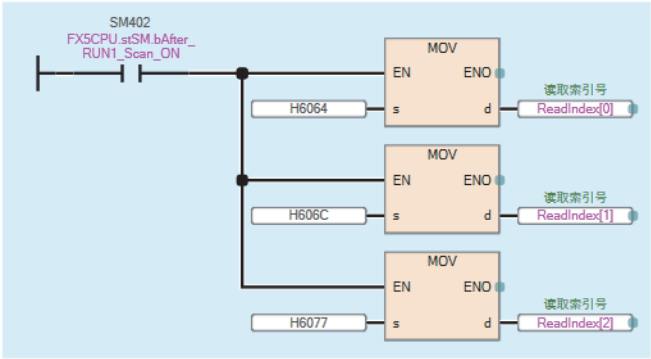 SM402
FX5CPU.stSM.bAfter_
RUN1_Scan_ON
MOV
EN ENO
读取索引号
H6064 s d ReadIndex[0]
MOV
EN ENO
读取索引号
H606C s d ReadIndex[1]
MOV
EN ENO
读取索引号
H6077 s d ReadIndex[2]